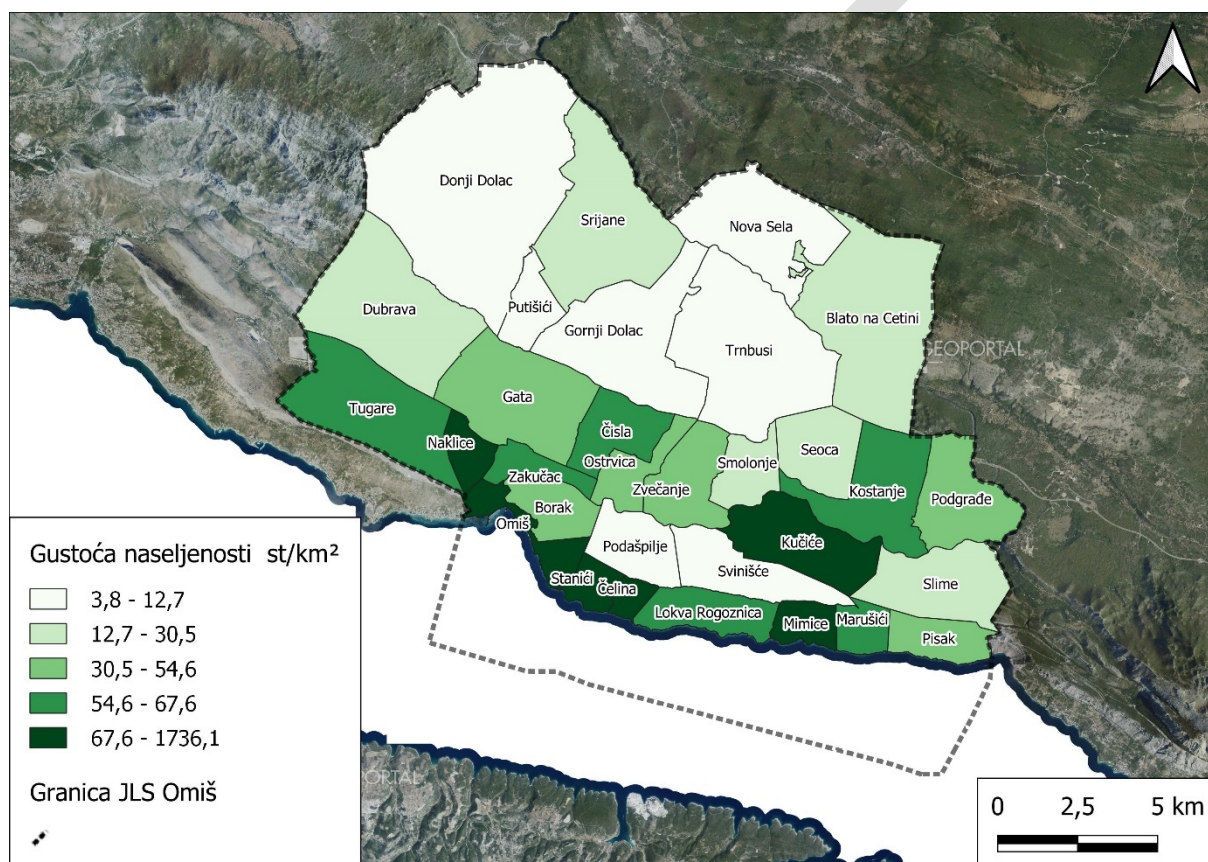 Donji Dolac
Srijane
Nova Sela
Putišići
Dubrava
Gornji Dolac
Blato na Cetini
Trnbusi
GEOPORTAL
Gata
Tugare
Čisla
Naklice
Ostrvica
Smolonje
Seoca
Zakučac
Zvečanje
Kostanje
Podgrađe
Borak
Omiš
Podašpilje
Kučiće
Svinišće
Stanići
Čelina
Slime
Lokva Rogoznica
Mimice
Marušići
Pisak
Gustoća naseljenosti st/km²
3,8 - 12,7
12,7 - 30,5
30,5 - 54,6
54,6 - 67,6
67,6 - 1736,1
Granica JLS Omiš
PORTAL
0 2,5 5 km